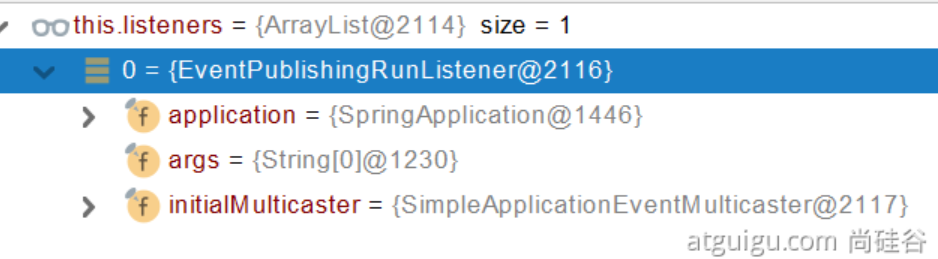 this.listeners = {ArrayList@2114} size = 1
0 = {EventPublishingRunListener@2116}
f application = {SpringApplication@1446}
f args = {String[0]@1230}
f initialMulticaster = {SimpleApplicationEventMulticaster@2117}
atguigu.com 尚硅谷